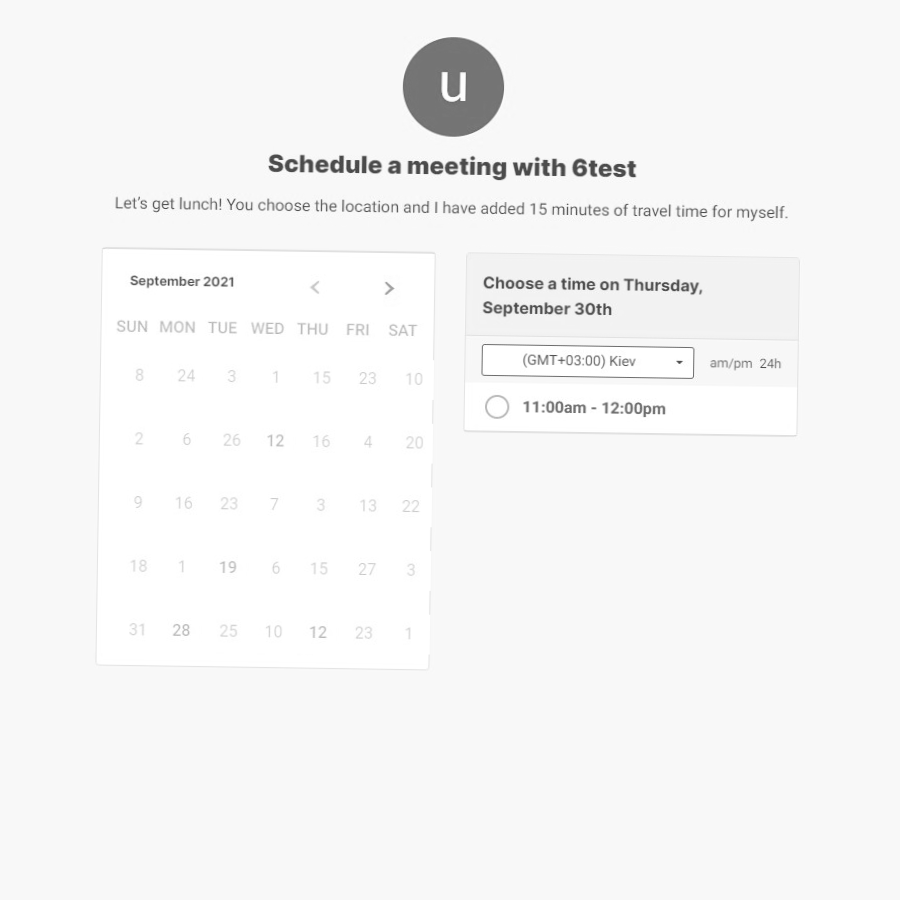 u
Schedule a meeting with 6test
Let's get lunch! You choose the location and I have added 15 minutes of travel time for myself.
September 2021
SUN MON TUE WED THU FRI SAT
8 24 3 1 15 23 10
2 6 26 12 16 4 20
9 16 23 7 3 13 22
18 1 19 6 15 27 3
31 28 25 10 12 23 1
Choose a time on Thursday,
September 30th
(GMT+03:00) Kiev
am/pm 24h
11:00am - 12:00pm